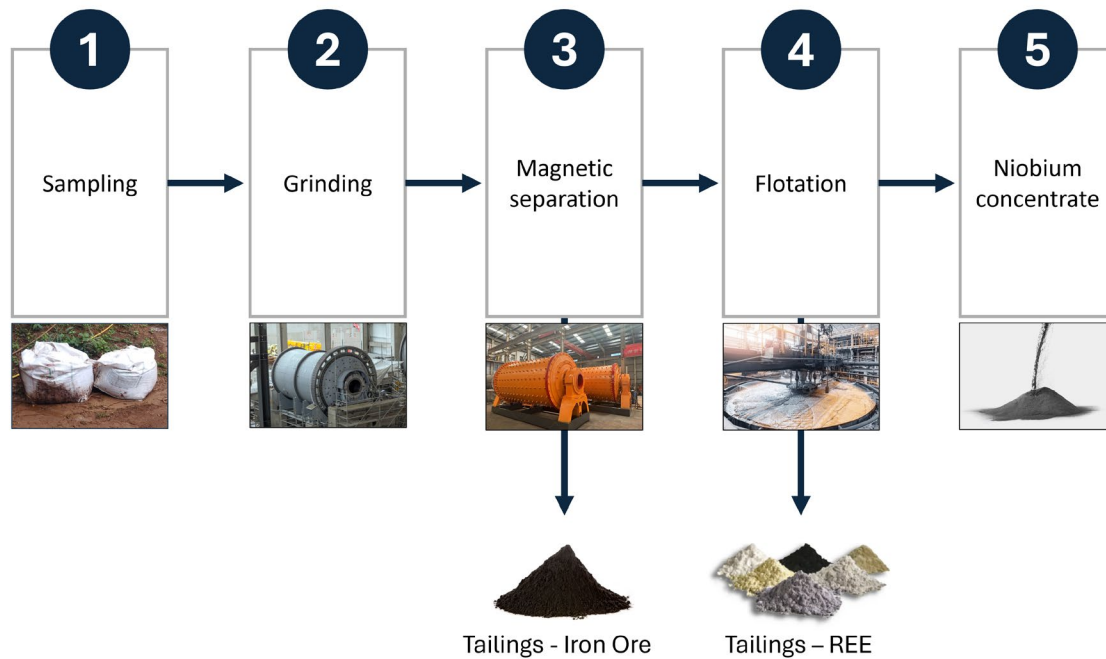 1
2
3
4
5
Sampling
Grinding
Magnetic
separation
Flotation
Niobium
concentrate
Tailings - Iron Ore
Tailings – REE